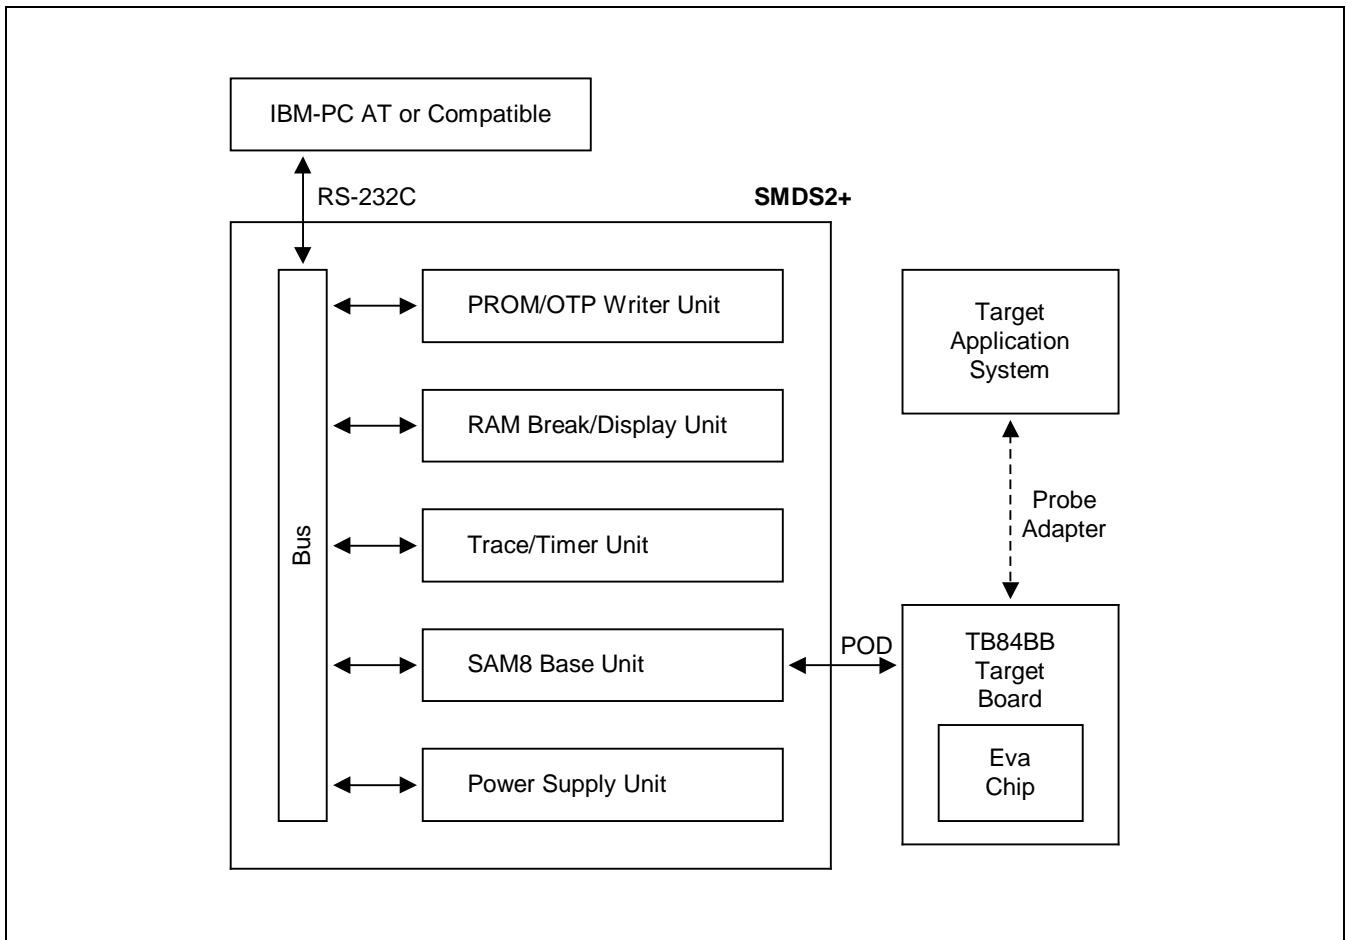 IBM-PC AT or Compatible
RS-232C
SMDS2+
Bus
PROM/OTP Writer Unit
RAM Break/Display Unit
Trace/Timer Unit
SAM8 Base Unit
Power Supply Unit
POD
Target
Application
System
Probe
Adapter
TB84BB
Target
Board
Eva
Chip